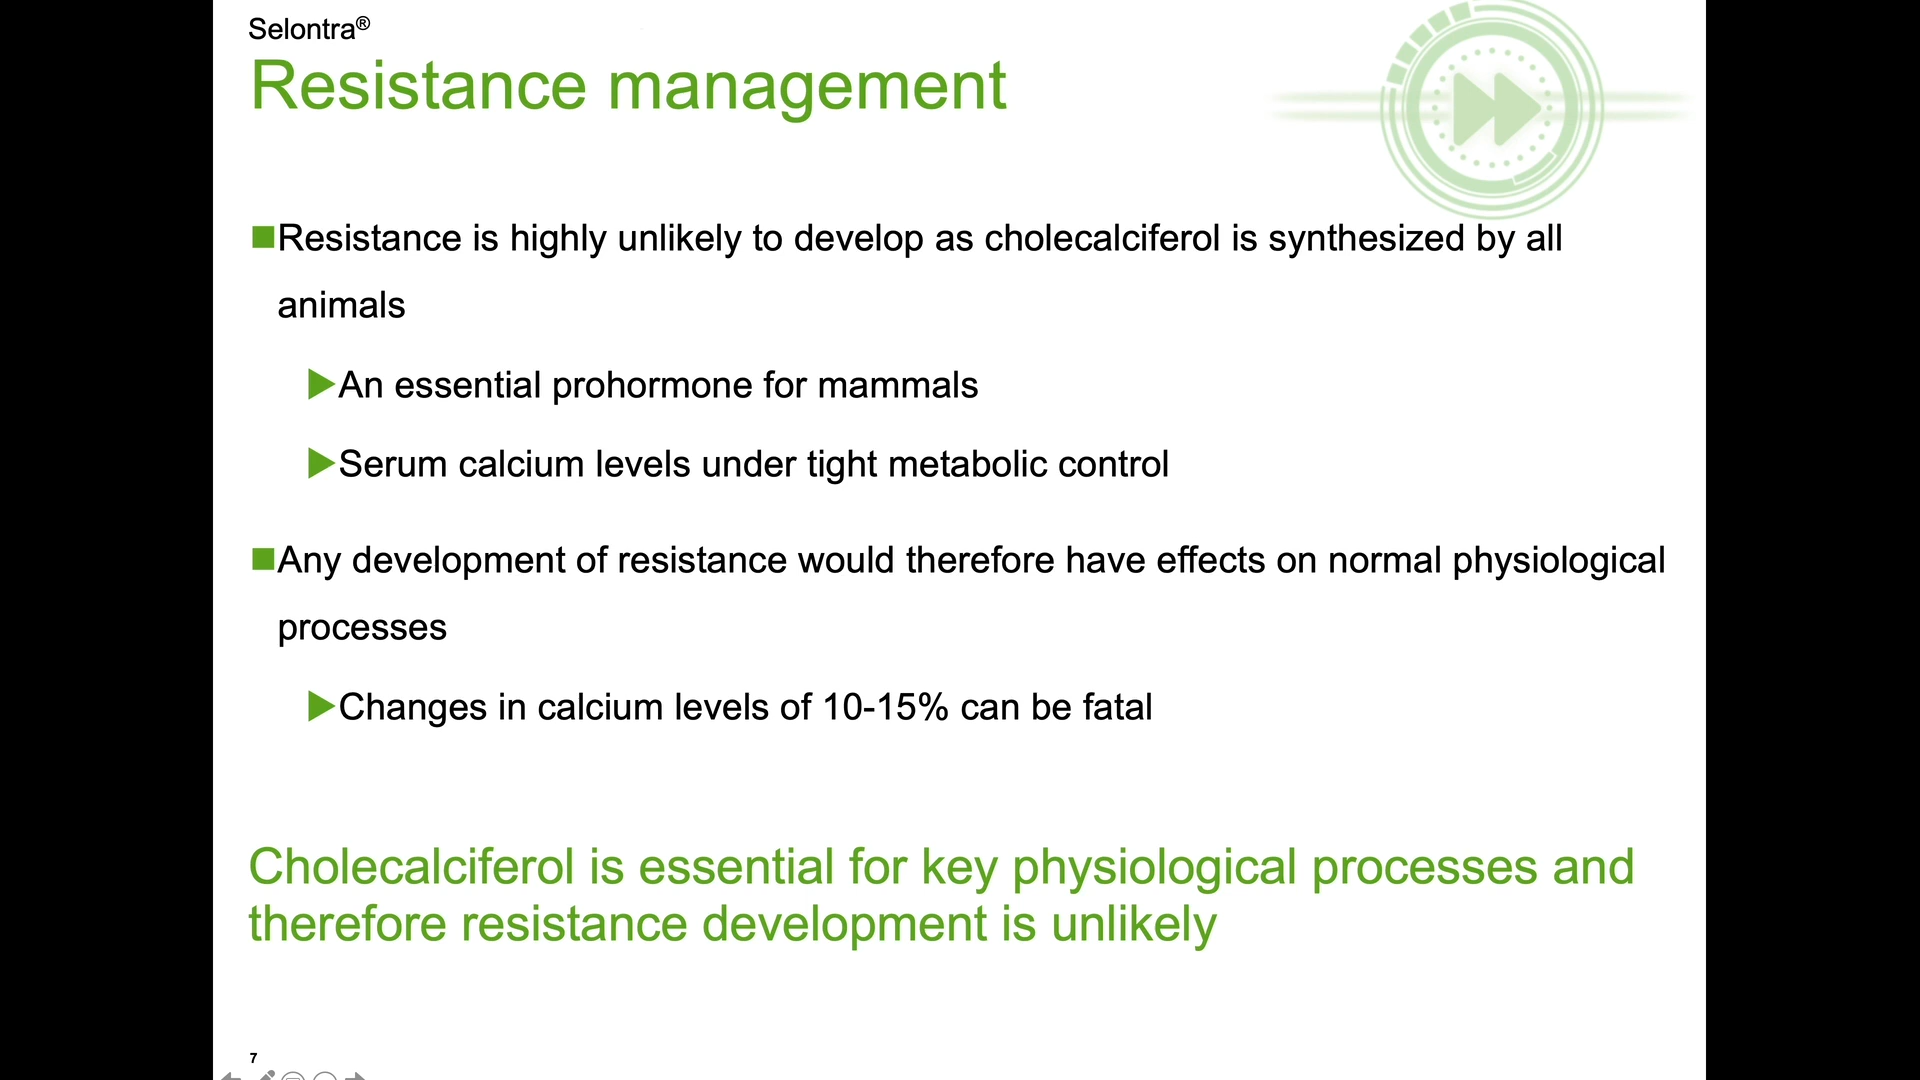 Selontra®
Resistance management
Resistance is highly unlikely to develop as cholecalciferol is synthesized by all
animals
An essential prohormone for mammals
Serum calcium levels under tight metabolic control
Any development of resistance would therefore have effects on normal physiological
processes
Changes in calcium levels of 10-15% can be fatal
Cholecalciferol is essential for key physiological processes and
therefore resistance development is unlikely
7